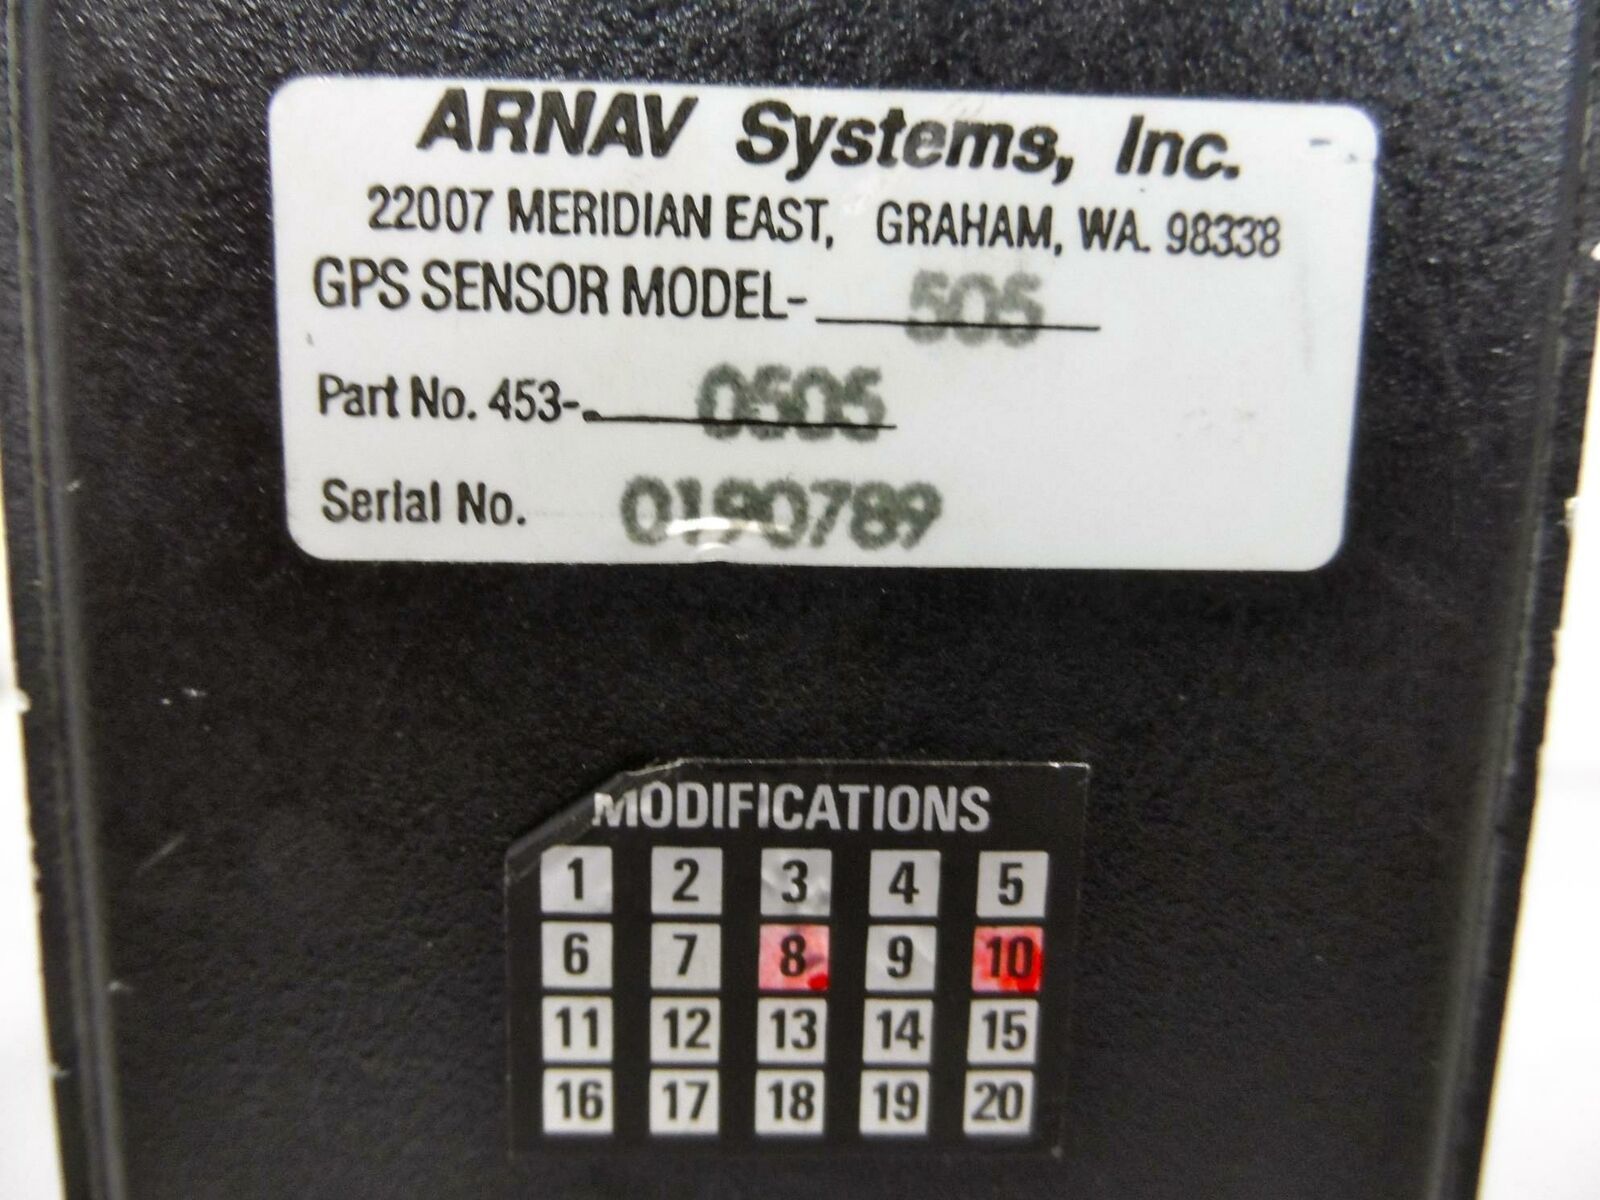 ARNAV Systems, Inc.
22007 MERIDIAN EAST, GRAHAM, WA. 98338
GPS SENSOR MODEL- 505
Part No. 453- 0505
Serial No. 0190789
MODIFICATIONS
1 2 3 4 5
6 7 8 9 10
11 12 13 14 15
16 17 18 19 20